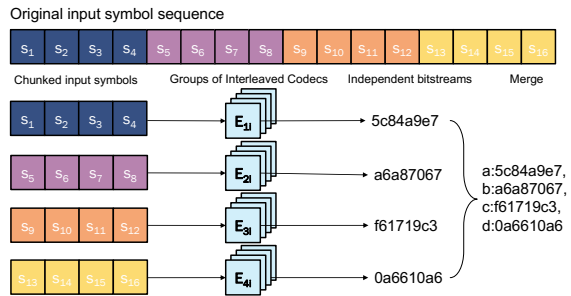 Original input symbol sequence
S1 S2 S3 S4 S5 S6 S7 S8 S9 S10 S11 S12 S13 S14 S15 S16
Chunked input symbols Groups of Interleaved Codecs Independent bitstreams Merge
S1 S2 S3 S4 E1I 5c84a9e7
S5 S6 S7 S8 E2I a6a87067
S9 S10 S11 S12 E3I f61719c3
S13 S14 S15 S16 E4I 0a6610a6
a:5c84a9e7,
b:a6a87067,
c:f61719c3,
d:0a6610a6